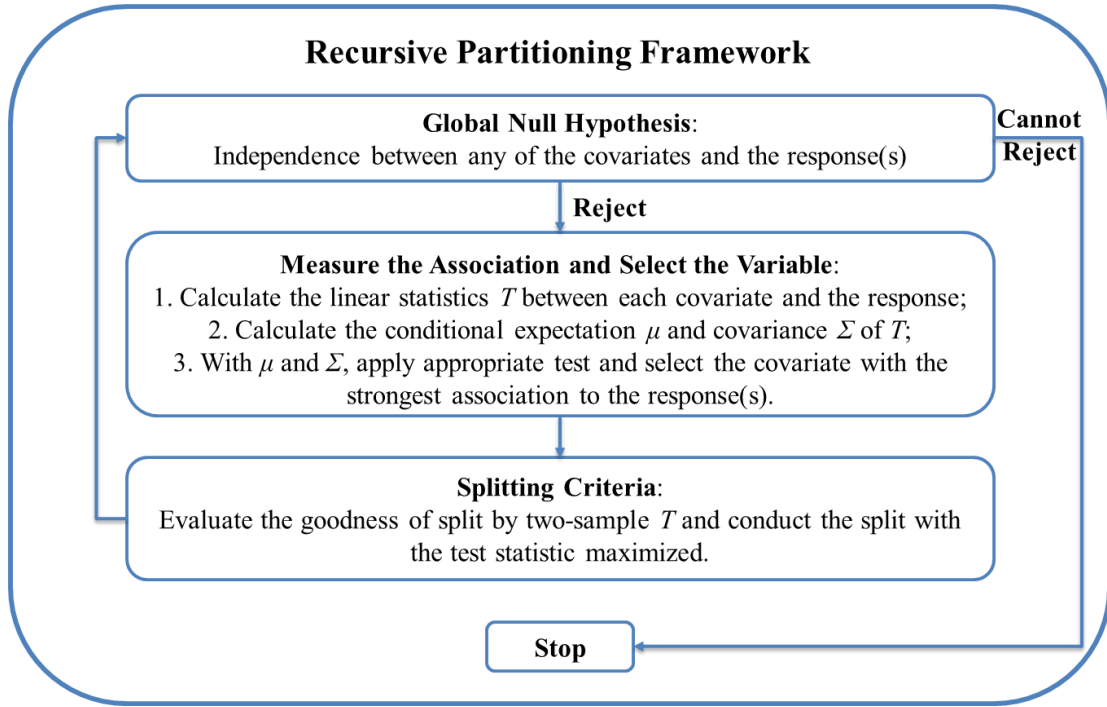 Recursive Partitioning Framework
Global Null Hypothesis:
Independence between any of the covariates and the response(s)
Cannot
Reject
Reject
Measure the Association and Select the Variable:
1. Calculate the linear statistics T between each covariate and the response;
2. Calculate the conditional expectation μ and covariance Σ of T;
3. With μ and Σ, apply appropriate test and select the covariate with the
strongest association to the response(s).
Splitting Criteria:
Evaluate the goodness of split by two-sample T and conduct the split with
the test statistic maximized.
Stop